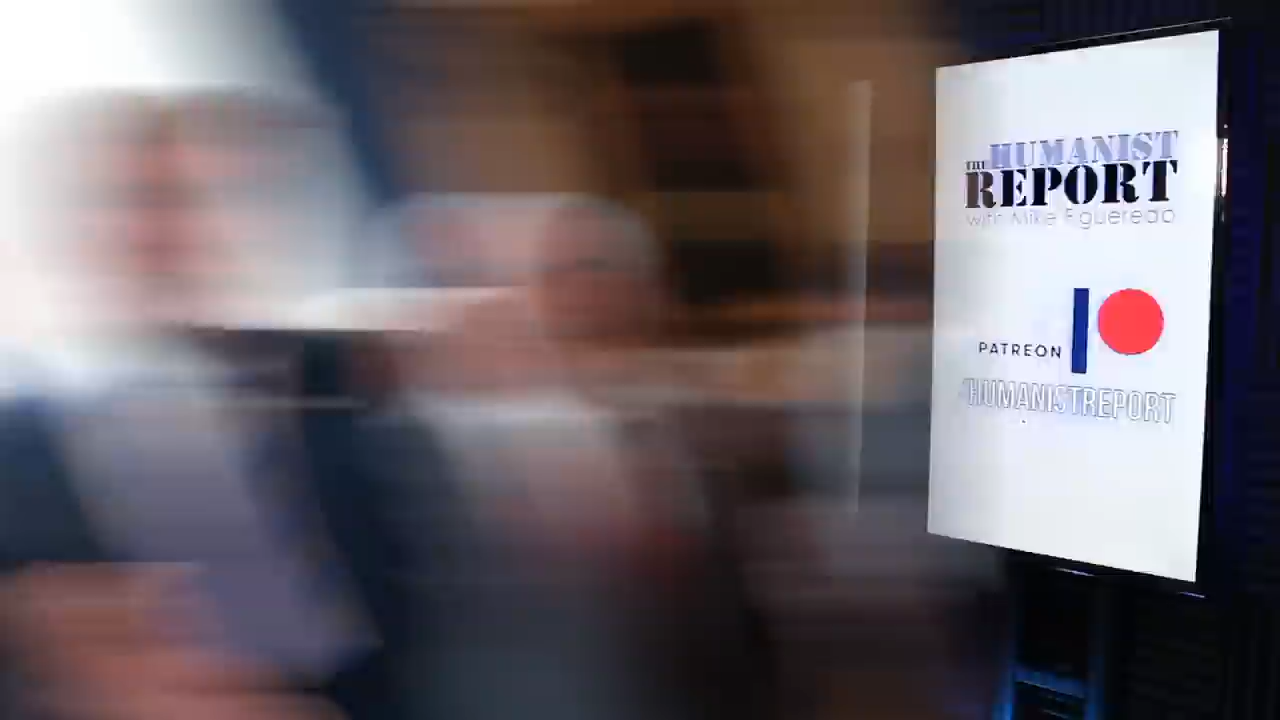 THE HUMANIST
REPORT
with Mike Figueredo
PATREON
/HUMANISTREPORT